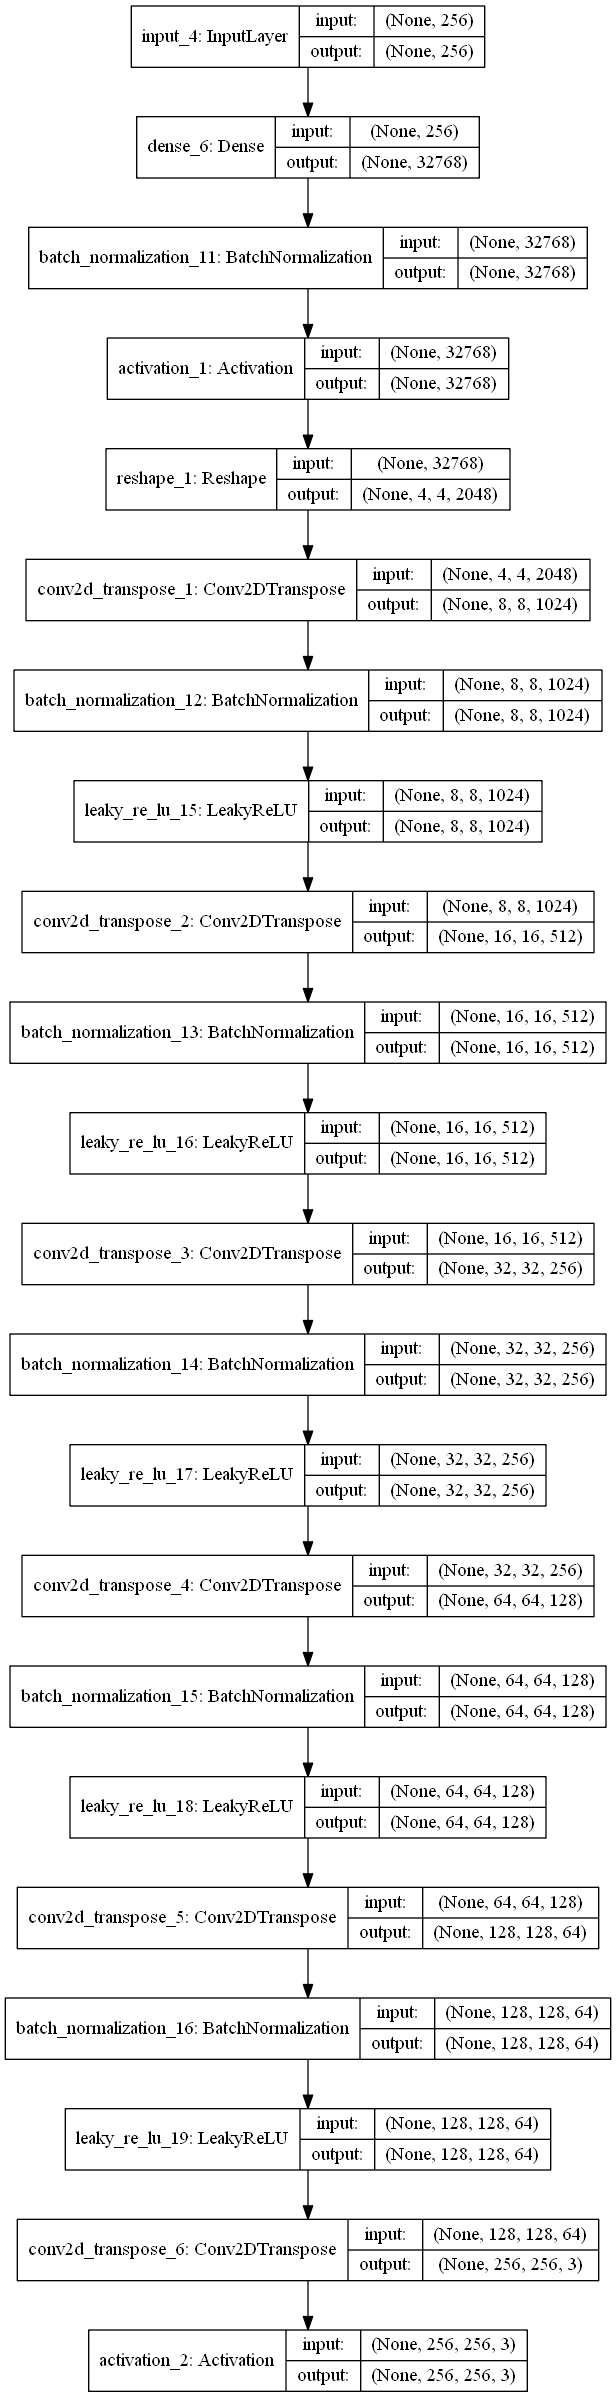 input_4: InputLayer
input: (None, 256)
output: (None, 256)
dense_6: Dense
input: (None, 256)
output: (None, 32768)
batch_normalization_11: BatchNormalization
input: (None, 32768)
output: (None, 32768)
activation_1: Activation
input: (None, 32768)
output: (None, 32768)
reshape_1: Reshape
input: (None, 32768)
output: (None, 4, 4, 2048)
conv2d_transpose_1: Conv2DTranspose
input: (None, 4, 4, 2048)
output: (None, 8, 8, 1024)
batch_normalization_12: BatchNormalization
input: (None, 8, 8, 1024)
output: (None, 8, 8, 1024)
leaky_re_lu_15: LeakyReLU
input: (None, 8, 8, 1024)
output: (None, 8, 8, 1024)
conv2d_transpose_2: Conv2DTranspose
input: (None, 8, 8, 1024)
output: (None, 16, 16, 512)
batch_normalization_13: BatchNormalization
input: (None, 16, 16, 512)
output: (None, 16, 16, 512)
leaky_re_lu_16: LeakyReLU
input: (None, 16, 16, 512)
output: (None, 16, 16, 512)
conv2d_transpose_3: Conv2DTranspose
input: (None, 16, 16, 512)
output: (None, 32, 32, 256)
batch_normalization_14: BatchNormalization
input: (None, 32, 32, 256)
output: (None, 32, 32, 256)
leaky_re_lu_17: LeakyReLU
input: (None, 32, 32, 256)
output: (None, 32, 32, 256)
conv2d_transpose_4: Conv2DTranspose
input: (None, 32, 32, 256)
output: (None, 64, 64, 128)
batch_normalization_15: BatchNormalization
input: (None, 64, 64, 128)
output: (None, 64, 64, 128)
leaky_re_lu_18: LeakyReLU
input: (None, 64, 64, 128)
output: (None, 64, 64, 128)
conv2d_transpose_5: Conv2DTranspose
input: (None, 64, 64, 128)
output: (None, 128, 128, 64)
batch_normalization_16: BatchNormalization
input: (None, 128, 128, 64)
output: (None, 128, 128, 64)
leaky_re_lu_19: LeakyReLU
input: (None, 128, 128, 64)
output: (None, 128, 128, 64)
conv2d_transpose_6: Conv2DTranspose
input: (None, 128, 128, 64)
output: (None, 256, 256, 3)
activation_2: Activation
input: (None, 256, 256, 3)
output: (None, 256, 256, 3)